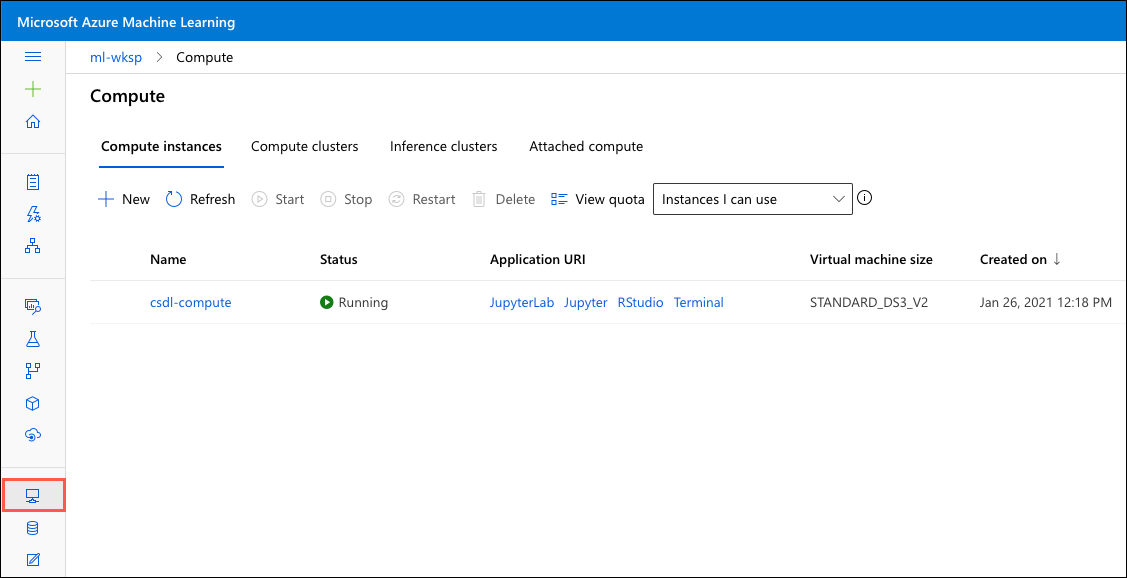 Microsoft Azure Machine Learning
ml-wksp > Compute
Compute
Compute instances Compute clusters Inference clusters Attached compute
New Refresh Start Stop Restart Delete View quota Instances I can use
Name Status Application URI Virtual machine size Created on ↓
csdl-compute Running JupyterLab Jupyter RStudio Terminal STANDARD_DS3_V2 Jan 26, 2021 12:18 PM